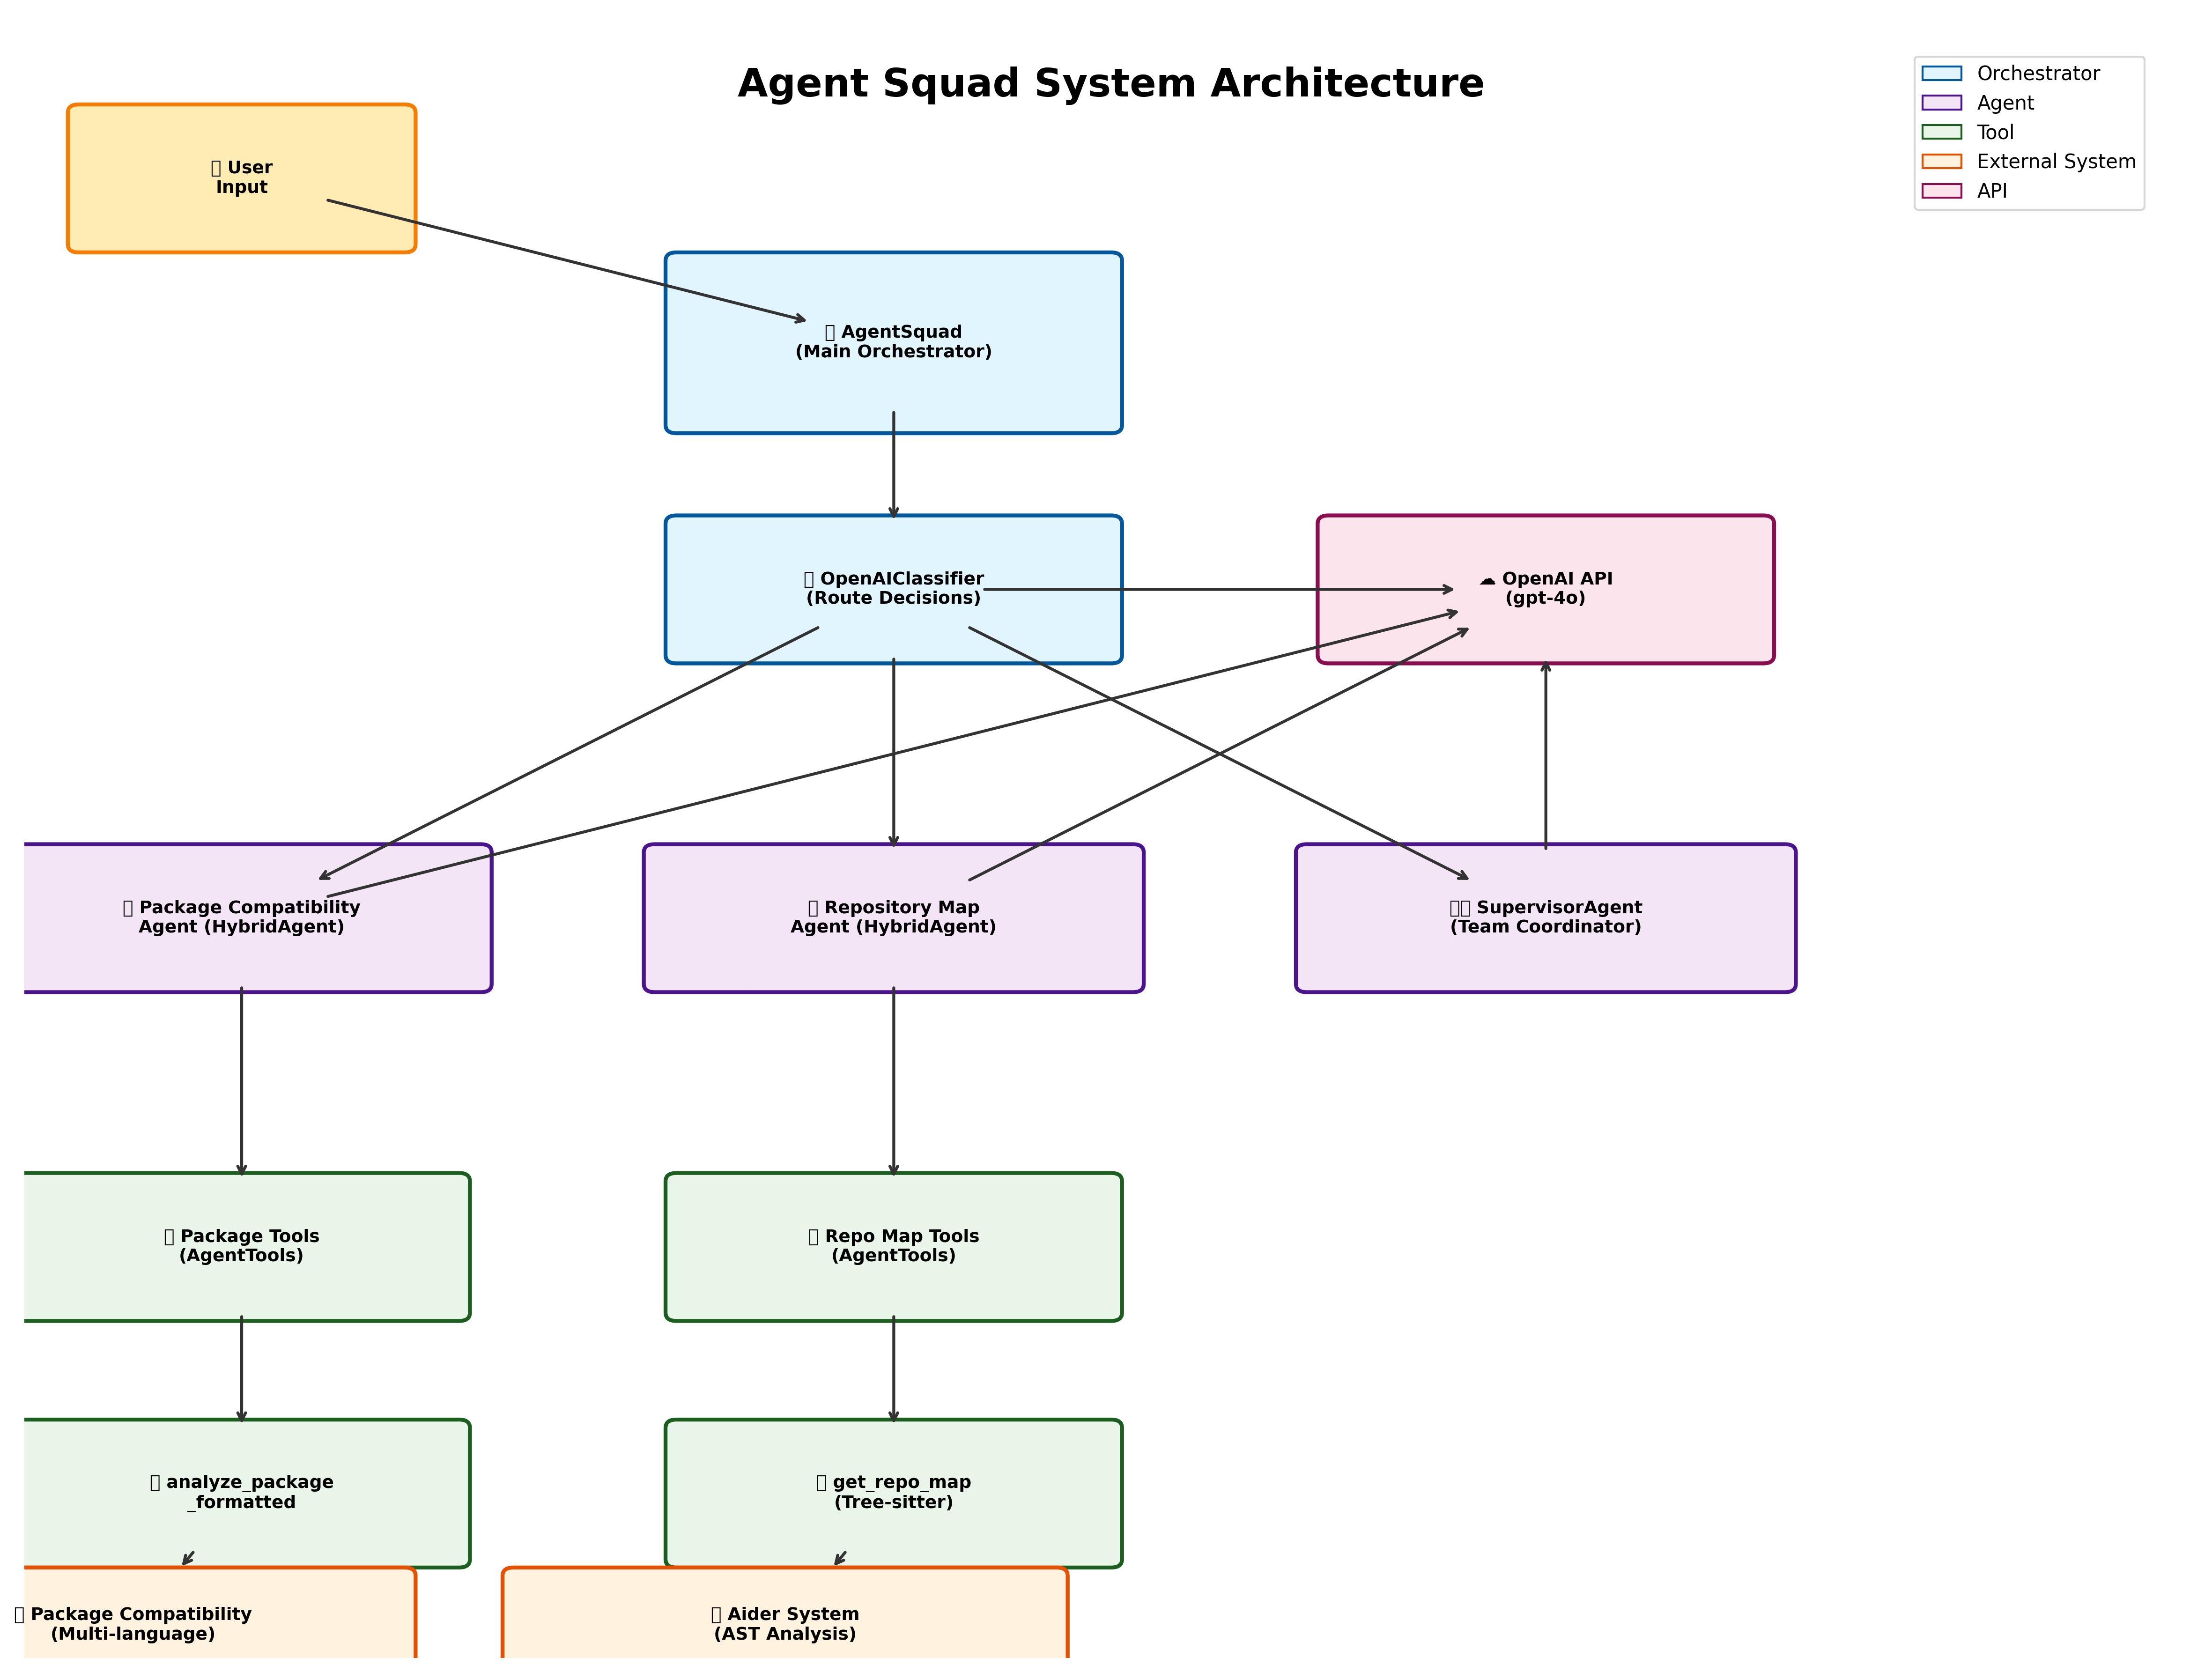 Agent Squad System Architecture
Orchestrator
Agent
Tool
External System
API
User
Input
AgentSquad
(Main Orchestrator)
OpenAIClassifier
(Route Decisions)
☁ OpenAI API
(gpt-4o)
Package Compatibility
Agent (HybridAgent)
Repository Map
Agent (HybridAgent)
SupervisorAgent
(Team Coordinator)
Package Tools
(AgentTools)
Repo Map Tools
(AgentTools)
analyze_package
_formatted
get_repo_map
(Tree-sitter)
Package Compatibility
(Multi-language)
Aider System
(AST Analysis)